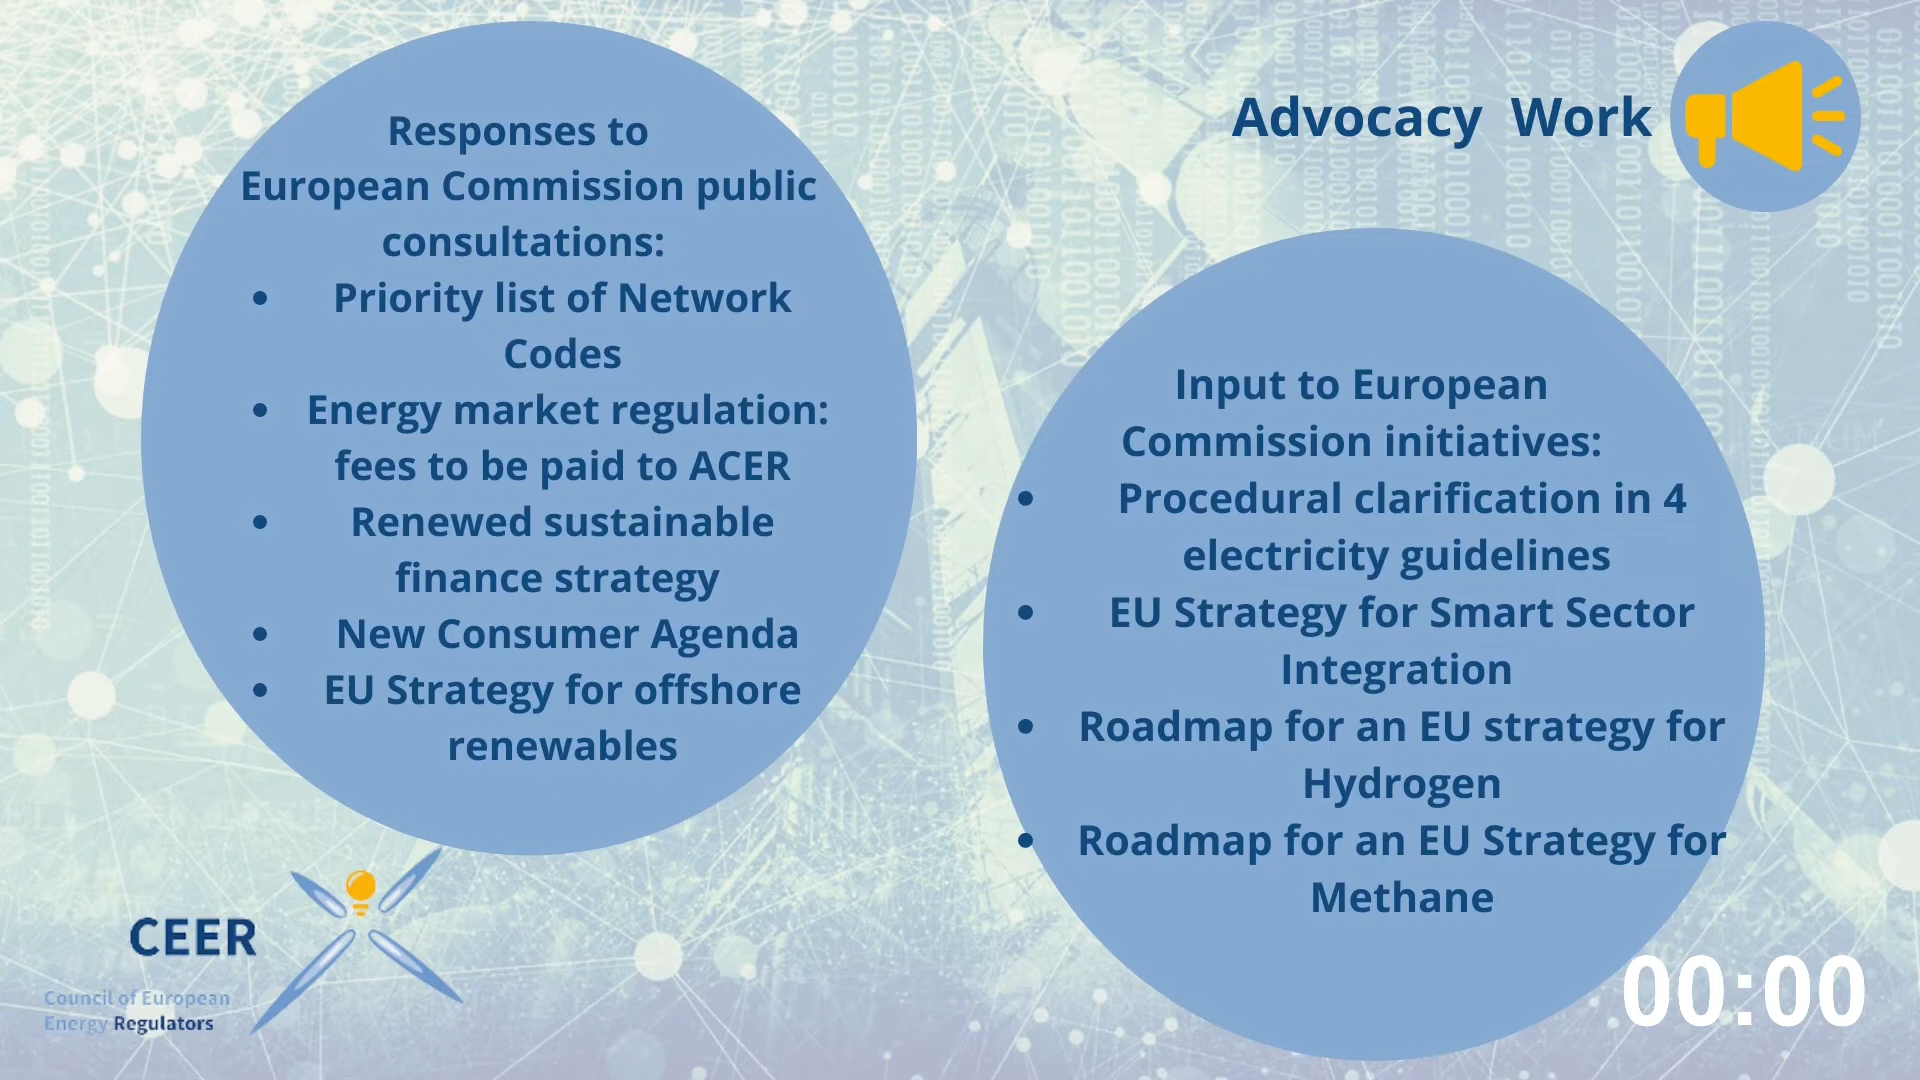 Advocacy Work
Responses to
European Commission public
consultations:
• Priority list of Network
Codes
• Energy market regulation:
fees to be paid to ACER
• Renewed sustainable
finance strategy
• New Consumer Agenda
• EU Strategy for offshore
renewables
Input to European
Commission initiatives:
• Procedural clarification in 4
electricity guidelines
• EU Strategy for Smart Sector
Integration
• Roadmap for an EU strategy for
Hydrogen
• Roadmap for an EU Strategy for
Methane
CEER
Council of European
Energy Regulators
00:00